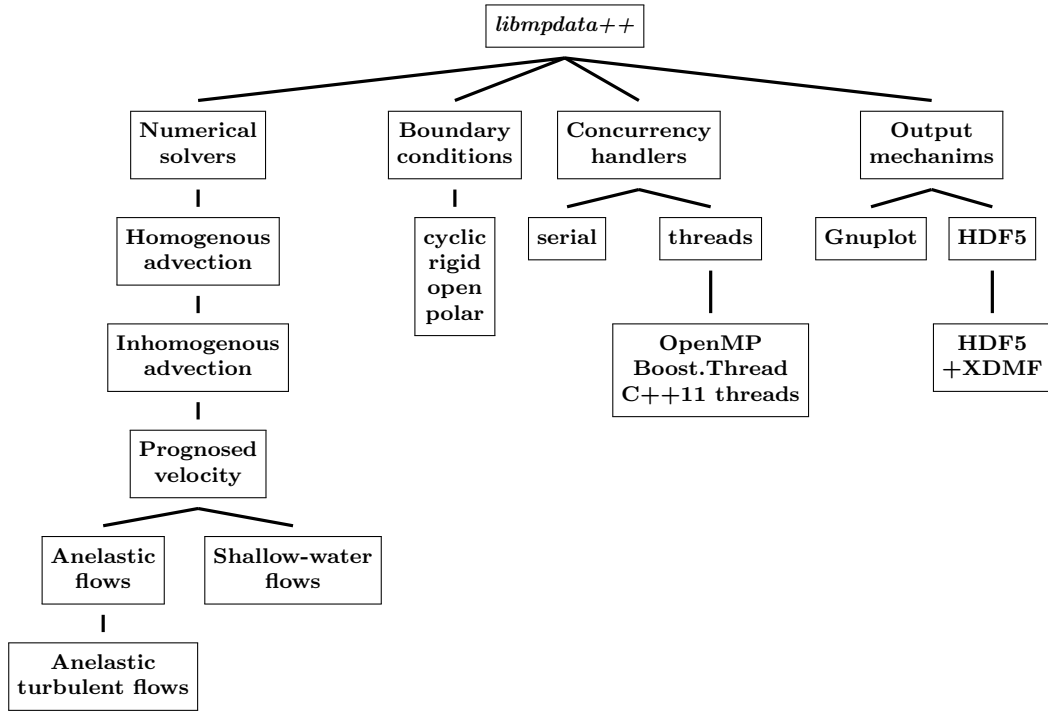 libmpdata++
Numerical
solvers
Boundary
conditions
Concurrency
handlers
Output
mechanims
Homogenous
advection
cyclic
rigid
open
polar
serial
threads
Gnuplot
HDF5
Inhomogenous
advection
OpenMP
Boost.Thread
C++11 threads
HDF5
+XDMF
Prognosed
velocity
Anelastic
flows
Shallow-water
flows
Anelastic
turbulent flows